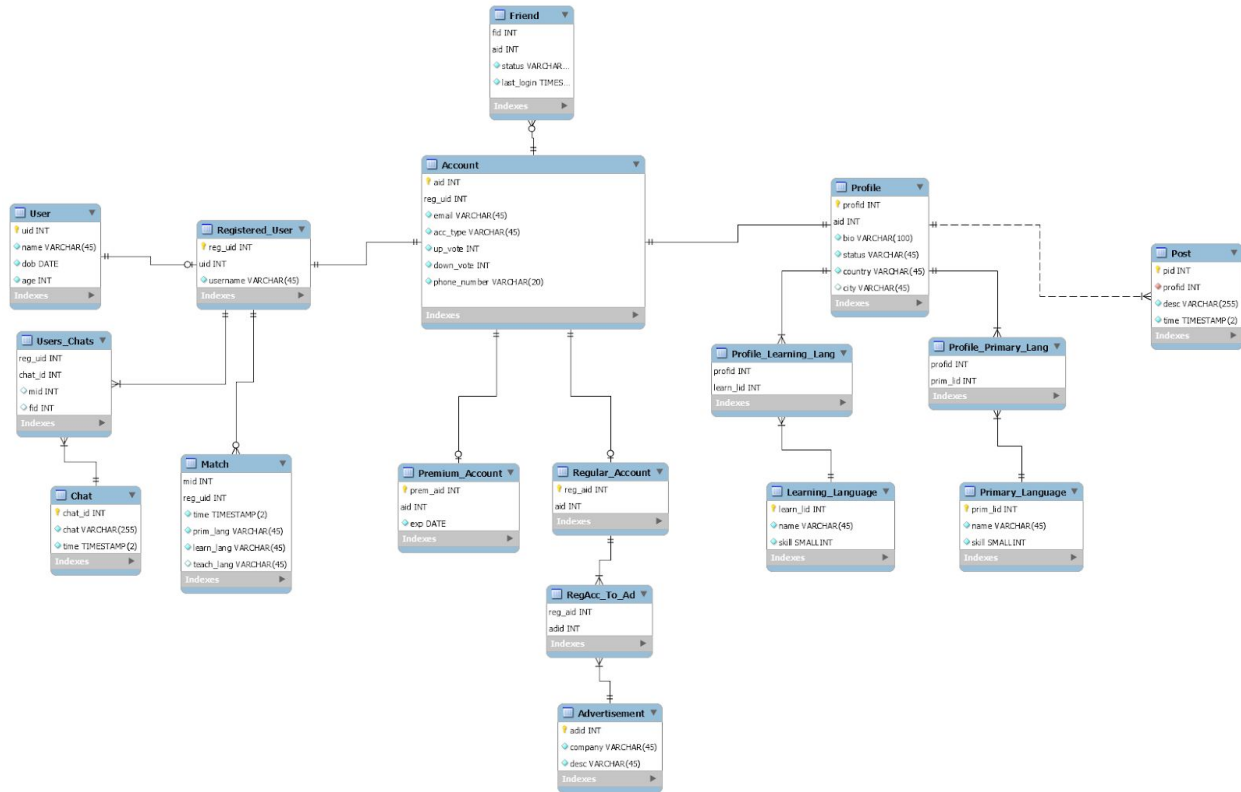 Friend
fid INT
aid INT
status VARCHAR...
last_login TIMES...
Indexes
Account
aid INT
reg_uid INT
email VARCHAR(45)
acc_type VARCHAR(45)
up_vote INT
down_vote INT
phone_number VARCHAR(20)
Indexes
User
uid INT
name VARCHAR(45)
dob DATE
age INT
Indexes
Registered_User
reg_uid INT
uid INT
username VARCHAR(45)
Indexes
Profile
profid INT
aid INT
bio VARCHAR(100)
status VARCHAR(45)
country VARCHAR(45)
city VARCHAR(45)
Indexes
Post
pid INT
profid INT
desc VARCHAR(255)
time TIMESTAMP(2)
Indexes
Users_Chats
reg_uid INT
chat_id INT
mid INT
fid INT
Indexes
Profile_Learning_Lang
profid INT
learn_lid INT
Indexes
Profile_Primary_Lang
profid INT
prim_lid INT
Indexes
Chat
chat_id INT
chat VARCHAR(255)
time TIMESTAMP(2)
Indexes
Match
mid INT
reg_uid INT
time TIMESTAMP(2)
prim_lang VARCHAR(45)
learn_lang VARCHAR(45)
teach_lang VARCHAR(45)
Indexes
Premium_Account
prem_aid INT
aid INT
exp DATE
Indexes
Regular_Account
reg_aid INT
aid INT
Indexes
Learning_Language
learn_lid INT
name VARCHAR(45)
skill SMALLINT
Indexes
Primary_Language
prim_lid INT
name VARCHAR(45)
skill SMALLINT
Indexes
RegAcc_To_Ad
reg_aid INT
adid INT
Indexes
Advertisement
adid INT
company VARCHAR(45)
desc VARCHAR(45)
Indexes